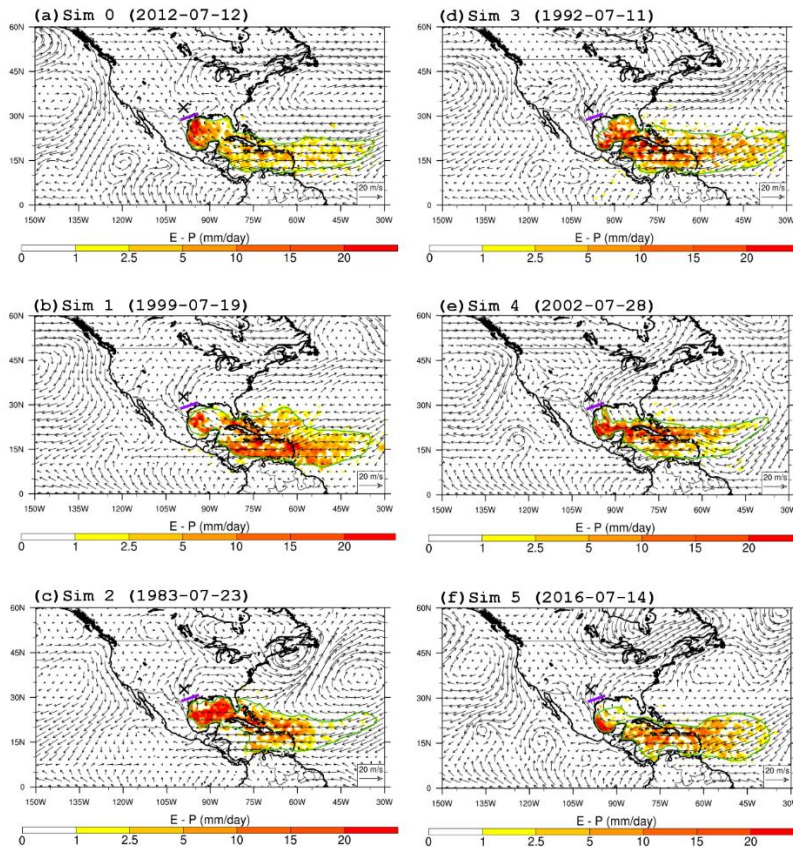 (a)Sim 0 (2012-07-12)
60N
45N
30N
15N
0
150W 135W 120W 105W 90W 75W 60W 45W 30W
20 m/s
E - P (mm/day)
0 1 2.5 5 10 15 20
(b)Sim 1 (1999-07-19)
60N
45N
30N
15N
0
150W 135W 120W 105W 90W 75W 60W 45W 30W
20 m/s
E - P (mm/day)
0 1 2.5 5 10 15 20
(c)Sim 2 (1983-07-23)
60N
45N
30N
15N
0
150W 135W 120W 105W 90W 75W 60W 45W 30W
20 m/s
E - P (mm/day)
0 1 2.5 5 10 15 20
(d)Sim 3 (1992-07-11)
60N
45N
30N
15N
0
150W 135W 120W 105W 90W 75W 60W 45W 30W
20 m/s
E - P (mm/day)
0 1 2.5 5 10 15 20
(e)Sim 4 (2002-07-28)
60N
45N
30N
15N
0
150W 135W 120W 105W 90W 75W 60W 45W 30W
20 m/s
E - P (mm/day)
0 1 2.5 5 10 15 20
(f)Sim 5 (2016-07-14)
60N
45N
30N
15N
0
150W 135W 120W 105W 90W 75W 60W 45W 30W
20 m/s
E - P (mm/day)
0 1 2.5 5 10 15 20